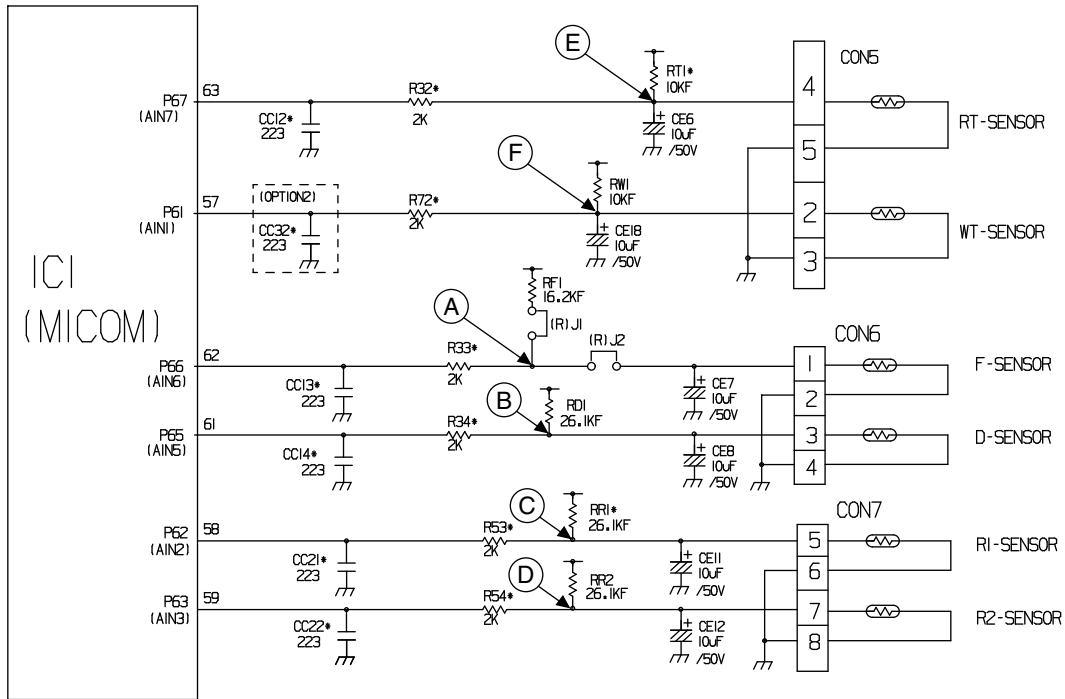 E
CON5
RT1*
10KF
63
P67
(AIN7)
R32*
2K
CC12*
223
+
CE6
10uF
/50V
4
5
RT-SENSOR
F
RW1
10KF
57
P61
(AIN1)
(OPTION2)
CC32*
223
R72*
2K
+
CE18
10uF
/50V
2
3
WT-SENSOR
IC1
(MICOM)
RF1
16.2KF
(R)J1
A
(R)J2
CON6
62
P66
(AIN6)
R33*
2K
CC13*
223
+
CE7
10uF
/50V
1
2
F-SENSOR
B
RD1
26.1KF
61
P65
(AIN5)
R34*
2K
CC14*
223
+
CE8
10uF
/50V
3
4
D-SENSOR
CON7
C
RR1*
26.1KF
58
P62
(AIN2)
R53*
2K
CC21*
223
+
CE11
10uF
/50V
5
6
R1-SENSOR
D
RR2
26.1KF
59
P63
(AIN3)
R54*
2K
CC22*
223
+
CE12
10uF
/50V
7
8
R2-SENSOR